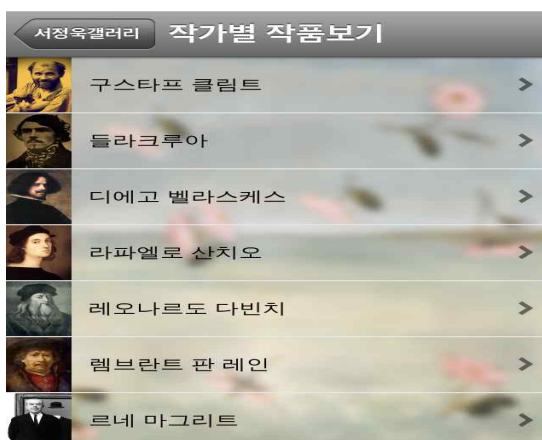 서정욱갤러리
작가별 작품보기
구스타프 클림트
들라크루아
디에고 벨라스케스
라파엘로 산치오
레오나르도 다빈치
렘브란트 판 레인
르네 마그리트